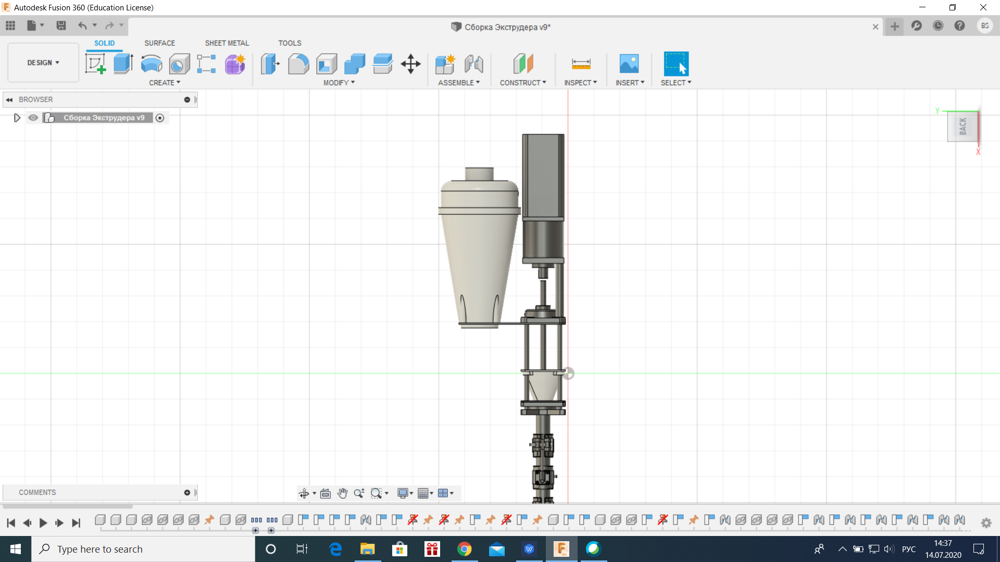 Autodesk Fusion 360 (Education License)
Сборка Экструдера v9*
BS
SOLID
SURFACE
SHEET METAL
TOOLS
DESIGN
CREATE
MODIFY
ASSEMBLE
CONSTRUCT
INSPECT
INSERT
SELECT
BROWSER
Сборка Экструдера v9
Y
BACK
X
COMMENTS
Type here to search
РУС
14:37
14.07.2020